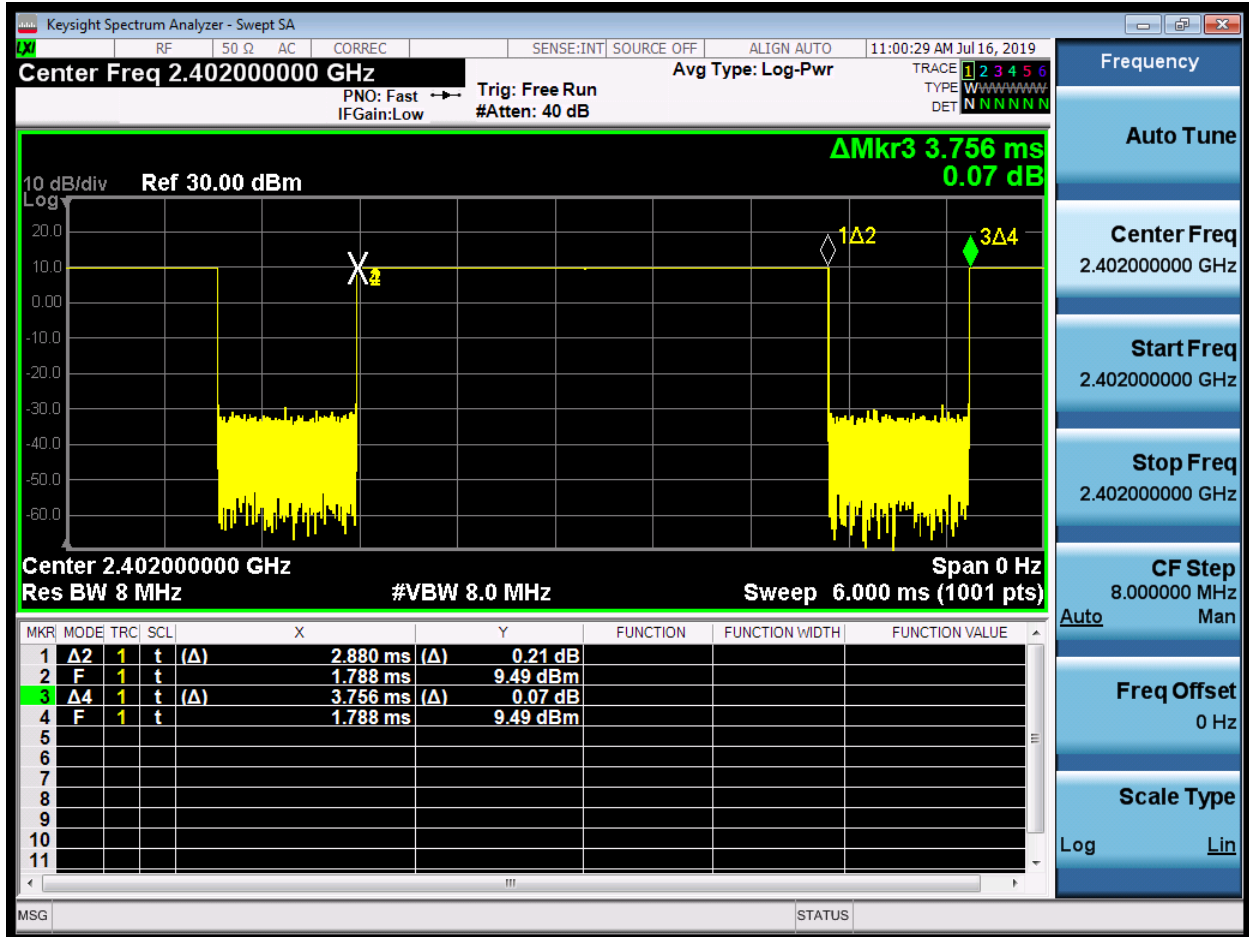 Keysight Spectrum Analyzer - Swept SA
LXI RF 50 Ω AC CORREC SENSE:INT SOURCE OFF ALIGN AUTO 11:00:29 AM Jul 16, 2019
Center Freq 2.402000000 GHz
PNO: Fast
IFGain:Low
Trig: Free Run
#Atten: 40 dB
Avg Type: Log-Pwr
TRACE 1 2 3 4 5 6
TYPE WWWWWW
DET N N N N N N
ΔMkr3 3.756 ms
0.07 dB
10 dB/div Ref 30.00 dBm
Log
20.0
10.0
0.00
-10.0
-20.0
-30.0
-40.0
-50.0
-60.0
1Δ2
3Δ4
Center 2.402000000 GHz Span 0 Hz
Res BW 8 MHz #VBW 8.0 MHz Sweep 6.000 ms (1001 pts)
MKR MODE TRC SCL X Y FUNCTION FUNCTION WIDTH FUNCTION VALUE
1 Δ2 1 t (Δ) 2.880 ms (Δ) 0.21 dB
2 F 1 t 1.788 ms 9.49 dBm
3 Δ4 1 t (Δ) 3.756 ms (Δ) 0.07 dB
4 F 1 t 1.788 ms 9.49 dBm
5
6
7
8
9
10
11
MSG STATUS
Frequency
Auto Tune
Center Freq
2.402000000 GHz
Start Freq
2.402000000 GHz
Stop Freq
2.402000000 GHz
CF Step
8.000000 MHz
Auto Man
Freq Offset
0 Hz
Scale Type
Log Lin